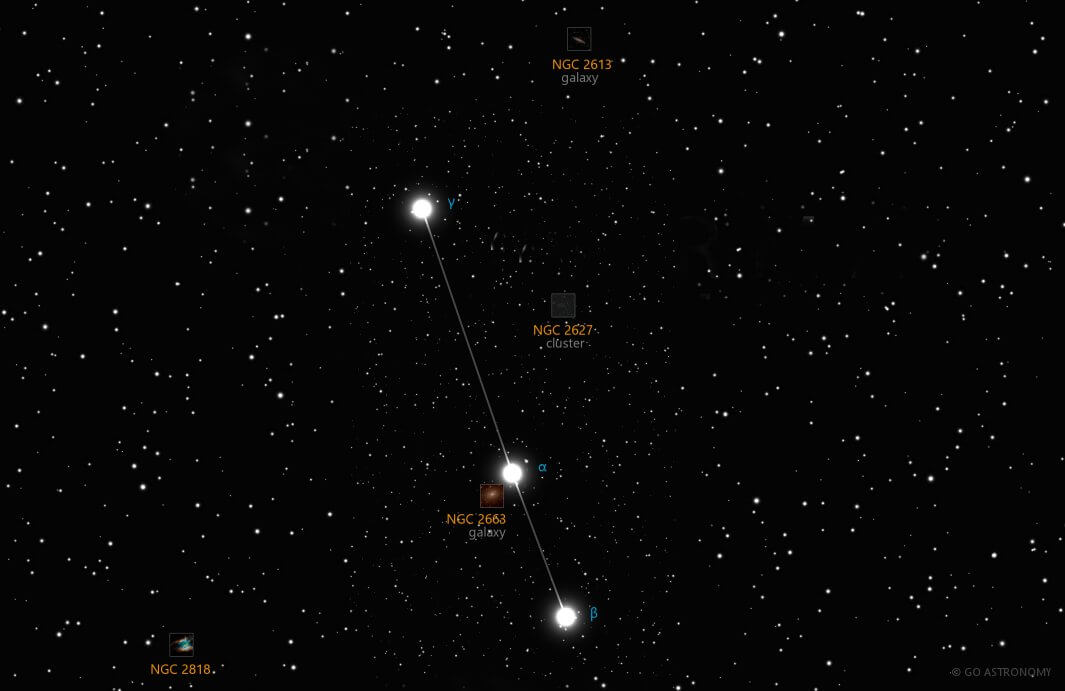 NGC 2613
galaxy
γ
NGC 2627
cluster
α
NGC 2663
galaxy
β
NGC 2818
© GO ASTRONOMY